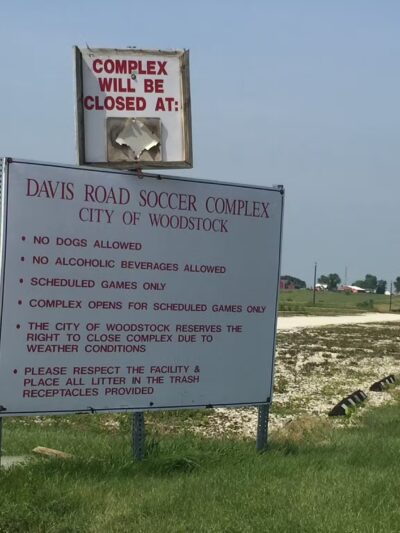 COMPLEX
WILL BE
CLOSED AT:
DAVIS ROAD SOCCER COMPLEX
CITY OF WOODSTOCK
• NO DOGS ALLOWED
• NO ALCOHOLIC BEVERAGES ALLOWED
• SCHEDULED GAMES ONLY
• COMPLEX OPENS FOR SCHEDULED GAMES ONLY
• THE CITY OF WOODSTOCK RESERVES THE
RIGHT TO CLOSE COMPLEX DUE TO
WEATHER CONDITIONS
• PLEASE RESPECT THE FACILITY &
PLACE ALL LITTER IN THE TRASH
RECEPTACLES PROVIDED